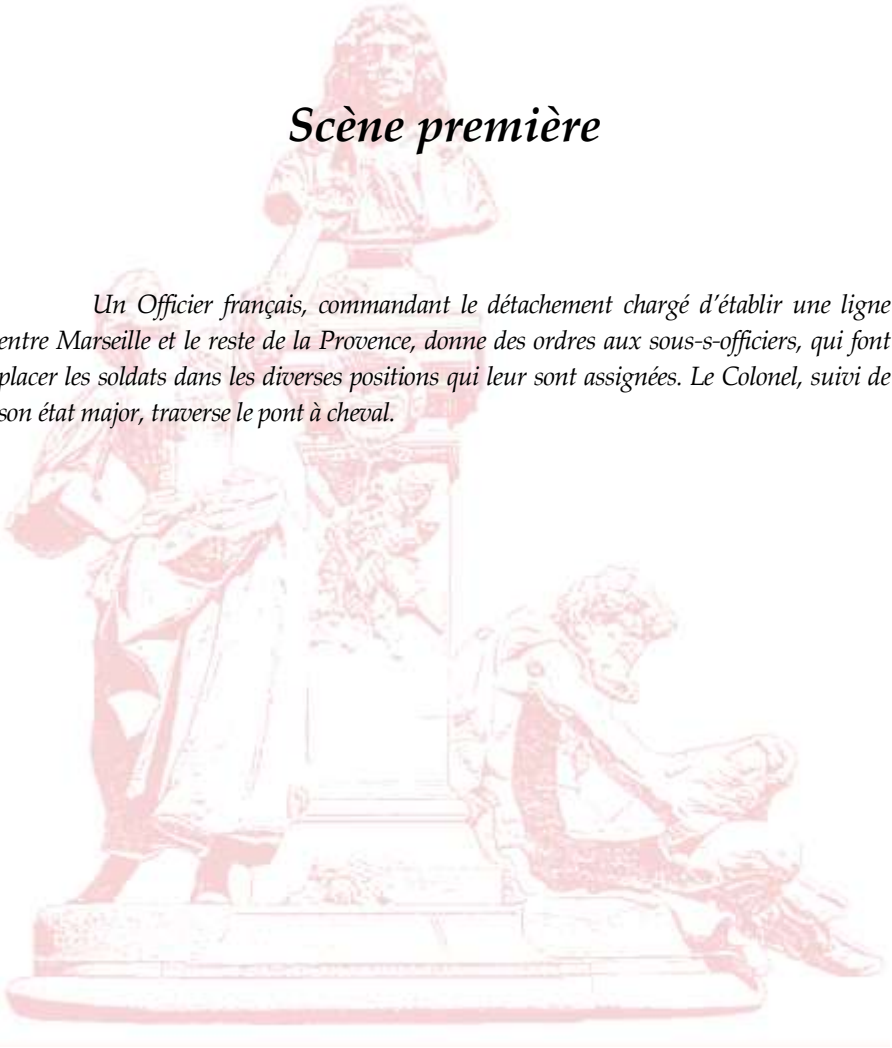 Scène première
Un Officier français, commandant le détachement chargé d'établir une ligne
entre Marseille et le reste de la Provence, donne des ordres aux sous-s-officiers, qui font
placer les soldats dans les diverses positions qui leur sont assignées. Le Colonel, suivi de
son état major, traverse le pont à cheval.